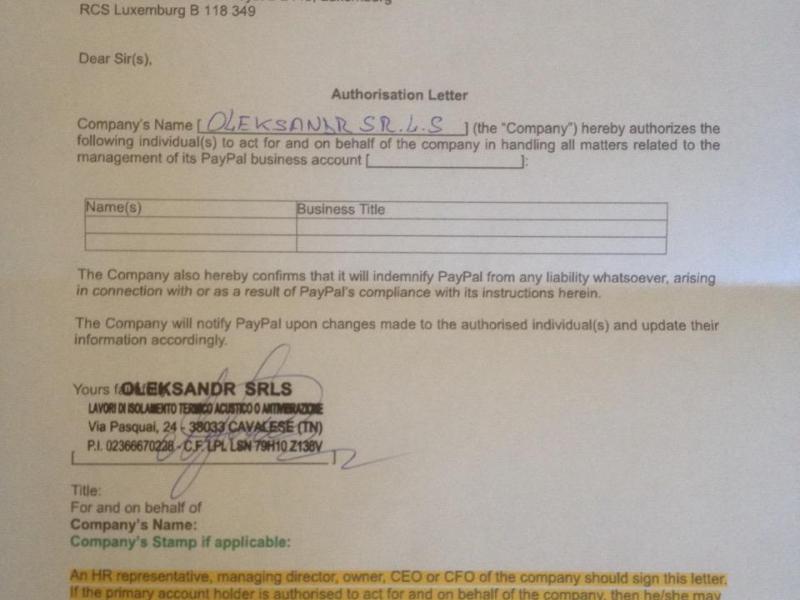 RCS Luxemburg B 118 349
Dear Sir(s),
Authorisation Letter
Company's Name [ OLEKSANDR SR.L.S ] (the "Company") hereby authorizes the
following individual(s) to act for and on behalf of the company in handling all matters related to the
management of its PayPal business account [ ]:
Name(s) Business Title
The Company also hereby confirms that it will indemnify PayPal from any liability whatsoever, arising
in connection with or as a result of PayPal's compliance with its instructions herein.
The Company will notify PayPal upon changes made to the authorised individual(s) and update their
information accordingly.
Yours
OLEKSANDR SRLS
LAVORI DI ISOLAMENTO TERMICO ACUSTICO O ANTIVIBRAZIONE
Via Pasquai, 24 - 38033 CAVALESE (TN)
P.I. 02366670228 - C.F. LPL LSN 79H10 Z138V
Title:
For and on behalf of
Company's Name:
Company's Stamp if applicable:
An HR representative, managing director, owner, CEO or CFO of the company should sign this letter.
If the primary account holder is authorised to act for and on behalf of the company, then he/she may